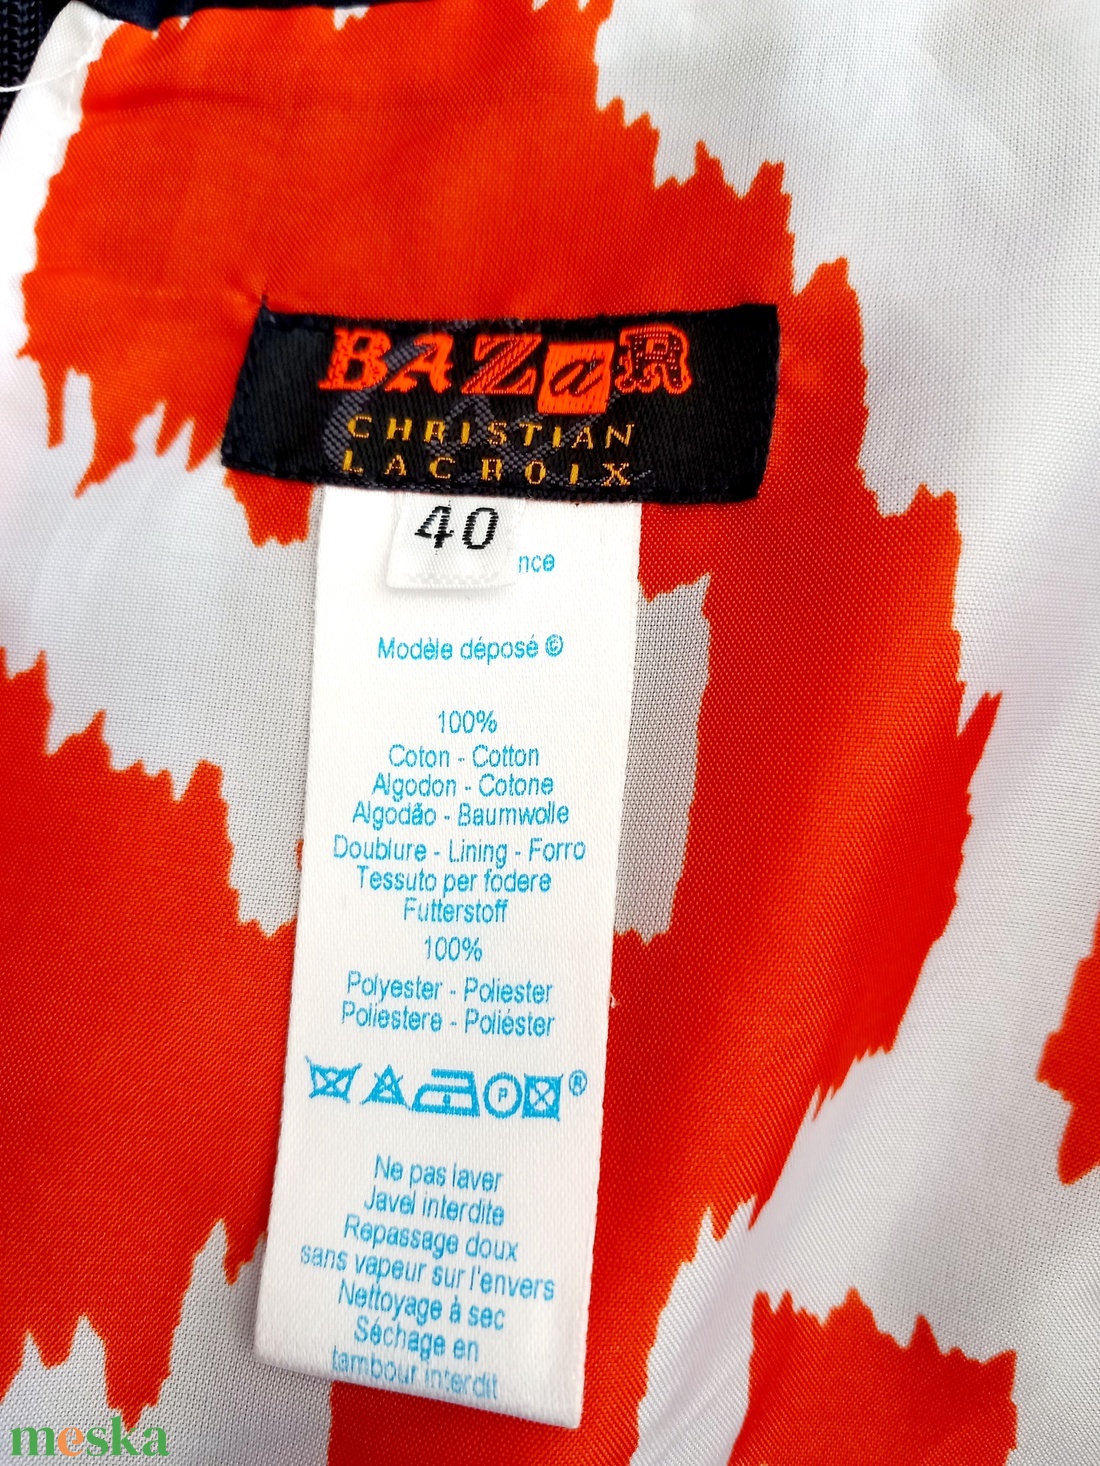 BAZaR
CHRISTIAN
LACROIX
40
nce
Modèle déposé ©
100%
Coton - Cotton
Algodon - Cotone
Algodão - Baumwolle
Doublure - Lining - Forro
Tessuto per fodere
Futterstoff
100%
Polyester - Poliester
Poliestere - Poliéster
P ®
Ne pas laver
Javel interdite
Repassage doux
sans vapeur sur l'envers
Nettoyage à sec
Séchage en
tambour interdit
meska